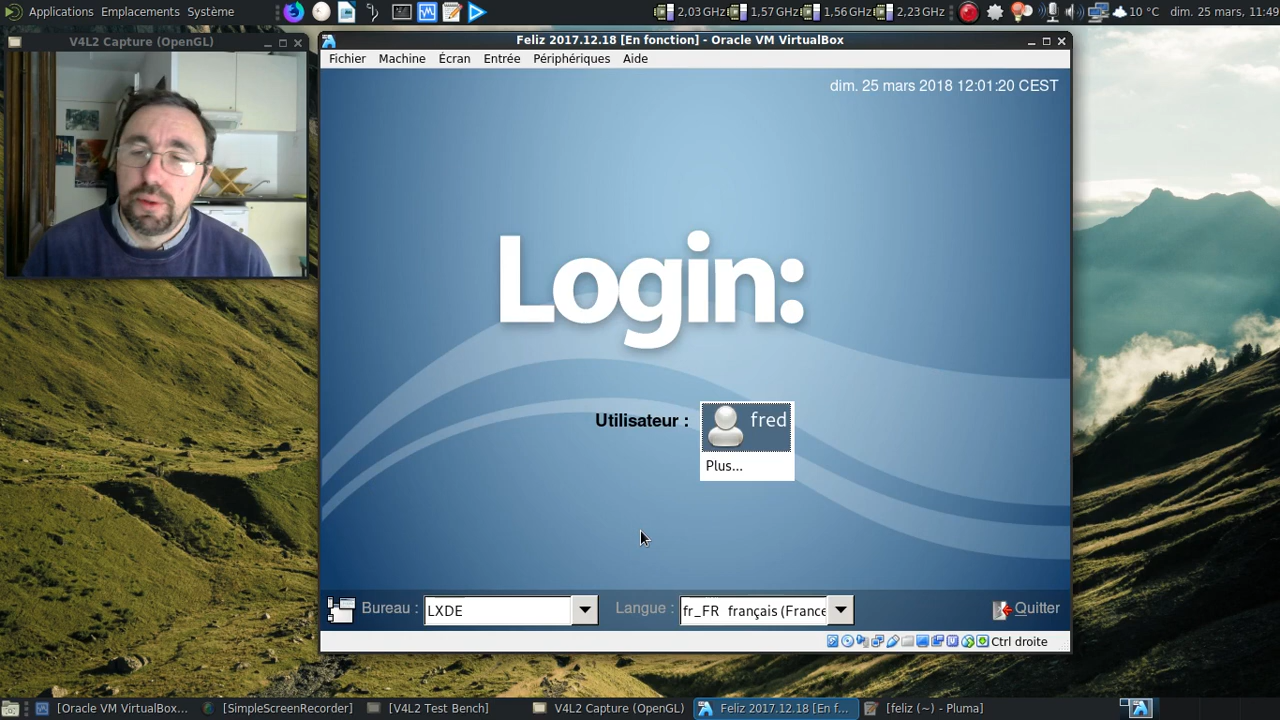 Applications Emplacements Système
2,03 GHz 1,57 GHz 1,56 GHz 2,23 GHz 10 °C dim. 25 mars, 11:49
V4L2 Capture (OpenGL)
Feliz 2017.12.18 [En fonction] - Oracle VM VirtualBox
Fichier Machine Écran Entrée Périphériques Aide
dim. 25 mars 2018 12:01:20 CEST
Login:
Utilisateur : fred
Plus...
Bureau : LXDE Langue : fr_FR français (France Quitter
Ctrl droite
[Oracle VM VirtualBox... [SimpleScreenRecorder] [V4L2 Test Bench] V4L2 Capture (OpenGL) Feliz 2017.12.18 [En f... [feliz (~) - Pluma]